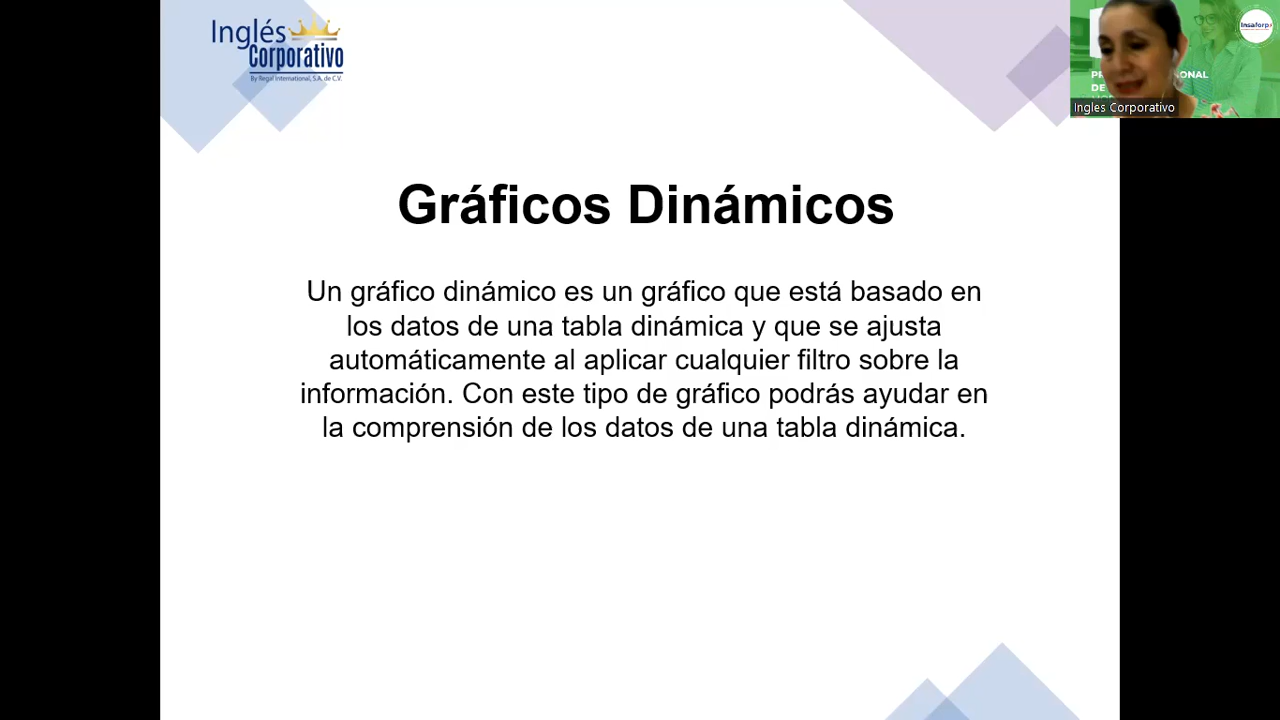 Inglés
Corporativo
By Regal International, S.A. de C.V.
Insaforp
Ingles Corporativo
Gráficos Dinámicos
Un gráfico dinámico es un gráfico que está basado en
los datos de una tabla dinámica y que se ajusta
automáticamente al aplicar cualquier filtro sobre la
información. Con este tipo de gráfico podrás ayudar en
la comprensión de los datos de una tabla dinámica.